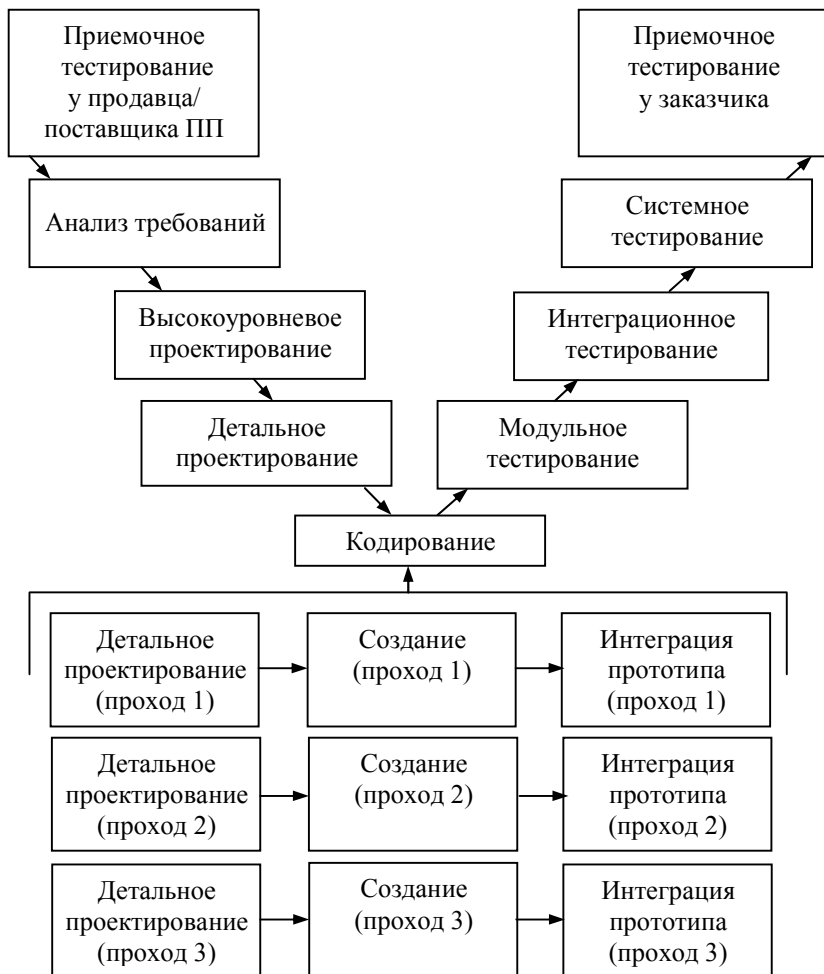 Приемочное
тестирование
у продавца/
поставщика ПП
Приемочное
тестирование
у заказчика
Анализ требований
Системное
тестирование
Высокоуровневое
проектирование
Интеграционное
тестирование
Детальное
проектирование
Модульное
тестирование
Кодирование
Детальное
проектирование
(проход 1)
Создание
(проход 1)
Интеграция
прототипа
(проход 1)
Детальное
проектирование
(проход 2)
Создание
(проход 2)
Интеграция
прототипа
(проход 2)
Детальное
проектирование
(проход 3)
Создание
(проход 3)
Интеграция
прототипа
(проход 3)